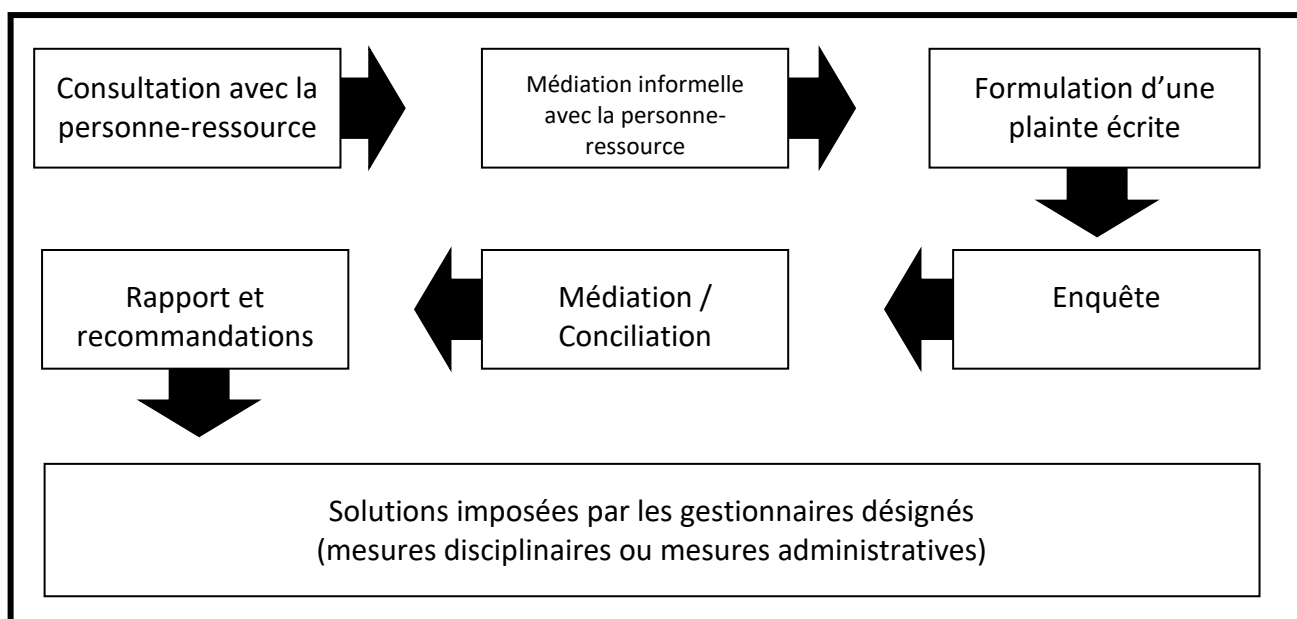 Consultation avec la
personne-ressource
Médiation informelle
avec la personne-
ressource
Formulation d’une
plainte écrite
Enquête
Médiation /
Conciliation
Rapport et
recommandations
Solutions imposées par les gestionnaires désignés
(mesures disciplinaires ou mesures administratives)